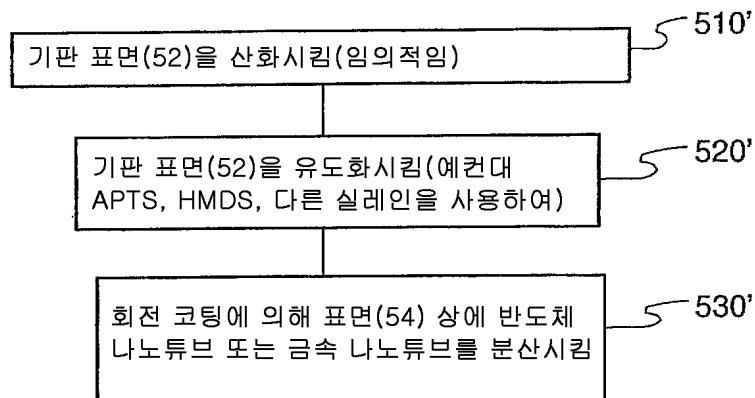 510'
기판 표면(52)을 산화시킴(임의적임)
520'
기판 표면(52)을 유도화시킴(예컨대
APTS, HMDS, 다른 실레인을 사용하여)
530'
회전 코팅에 의해 표면(54) 상에 반도체
나노튜브 또는 금속 나노튜브를 분산시킴